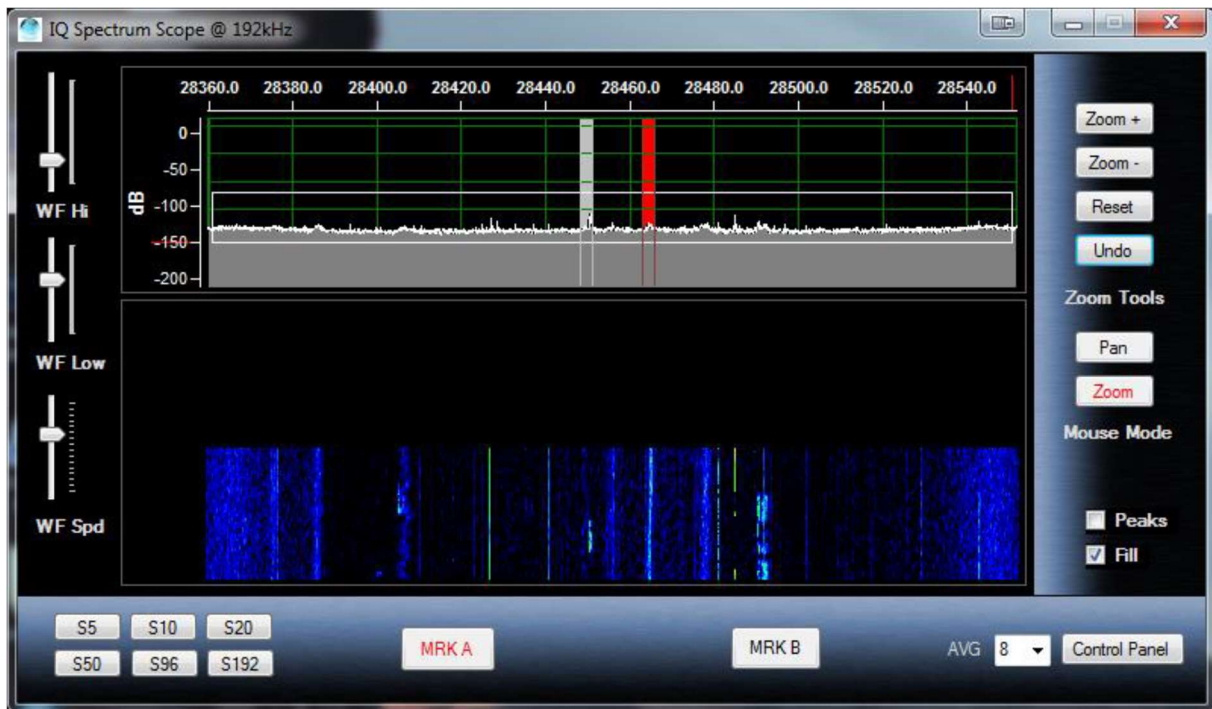 IQ Spectrum Scope @ 192kHz
28360.0 28380.0 28400.0 28420.0 28440.0 28460.0 28480.0 28500.0 28520.0 28540.0
0
-50
-100
-150
-200
dB
WF Hi
WF Low
WF Spd
Zoom +
Zoom -
Reset
Undo
Zoom Tools
Pan
Zoom
Mouse Mode
Peaks
Fill
S5 S10 S20
S50 S96 S192
MRK A
MRK B
AVG 8
Control Panel